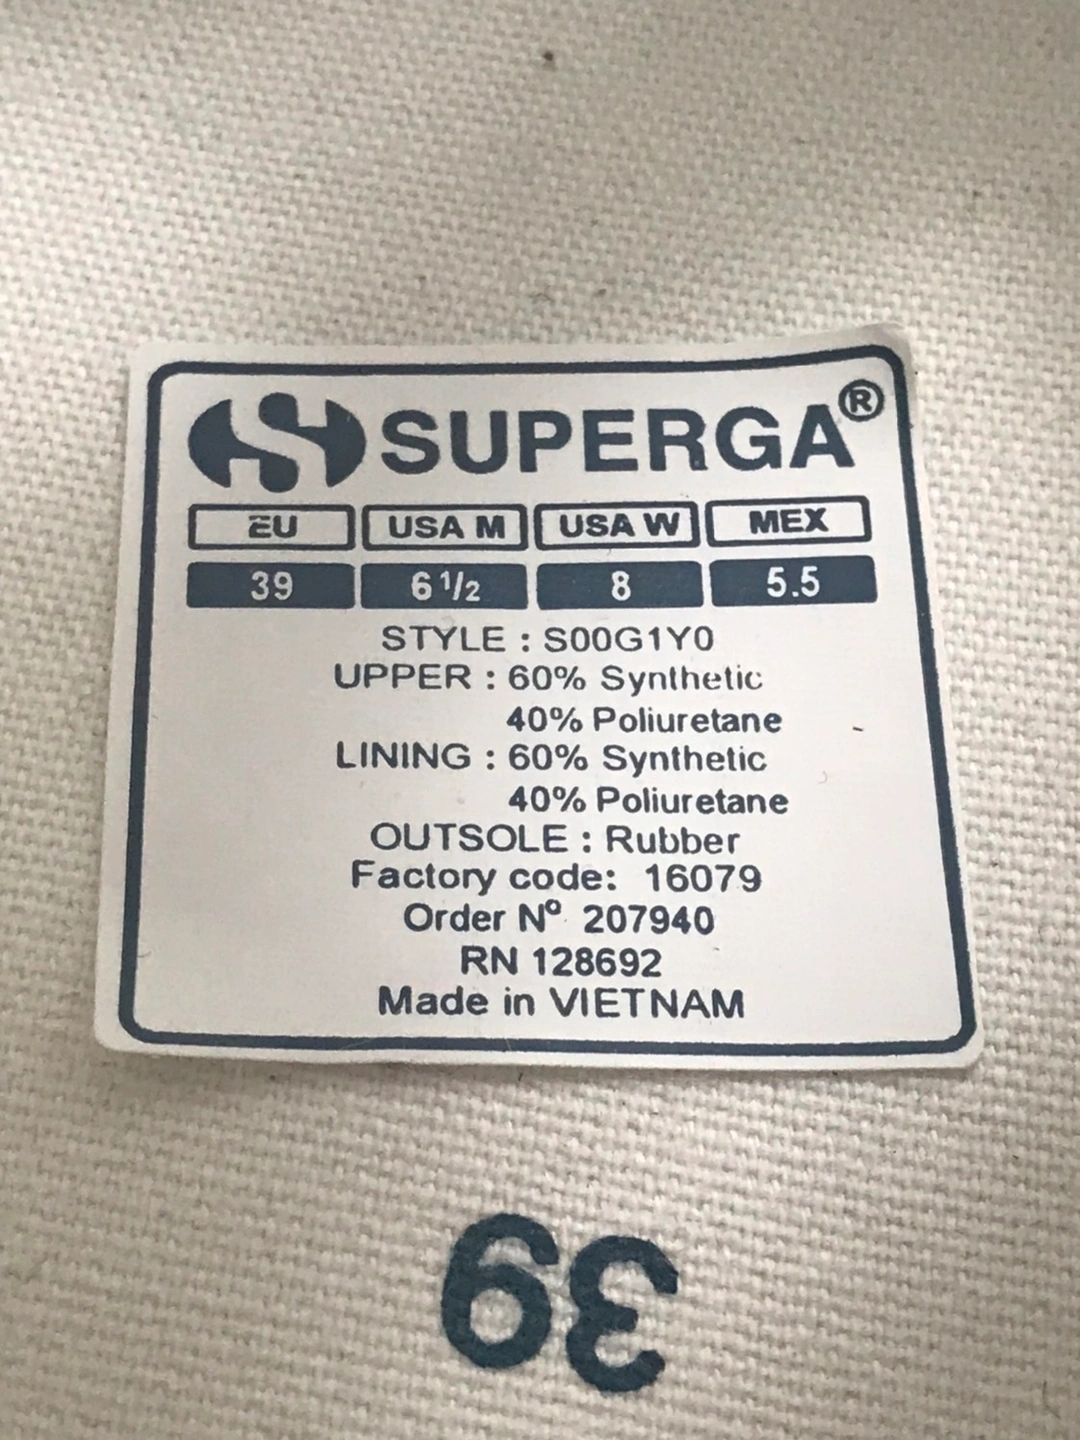 SUPERGA®
EU USA M USA W MEX
39 6 1/2 8 5.5
STYLE : S00G1Y0
UPPER : 60% Synthetic
40% Poliuretane
LINING : 60% Synthetic
40% Poliuretane
OUTSOLE : Rubber
Factory code: 16079
Order Nº 207940
RN 128692
Made in VIETNAM
39